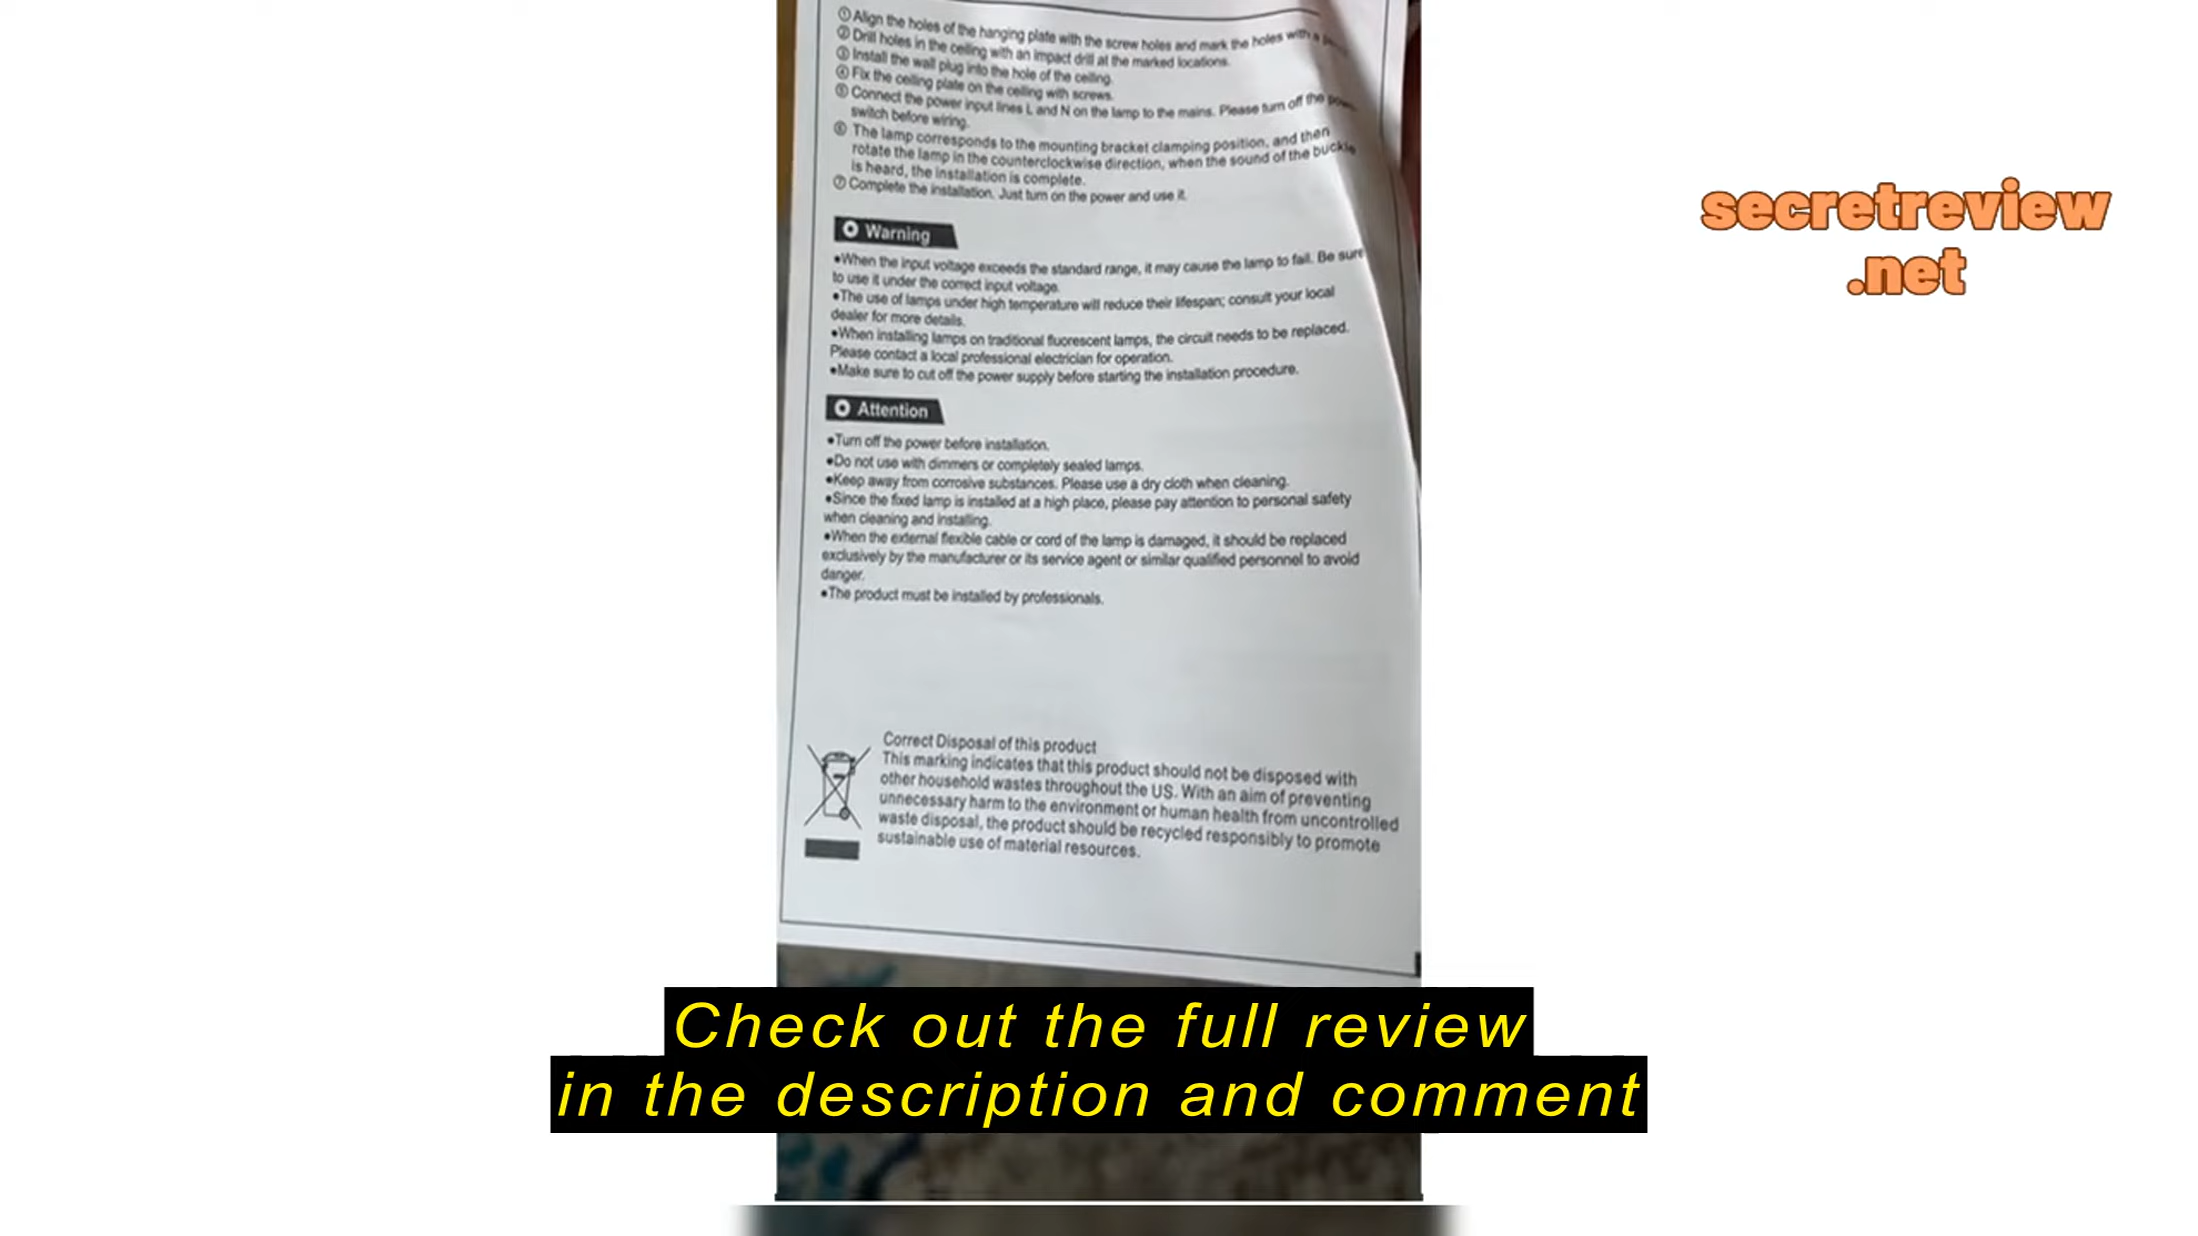 ①Align the holes of the hanging plate with the screw holes and mark the holes with a
②Drill holes in the ceiling with an impact drill at the marked locations.
③Install the wall plug into the hole of the ceiling.
④Fix the ceiling plate on the ceiling with screws.
⑤Connect the power input lines L and N on the lamp to the mains. Please turn off the
switch before wiring.
⑥The lamp corresponds to the mounting bracket clamping position, and then
rotate the lamp in the counterclockwise direction, when the sound of the buckle
is heard, the installation is complete.
⑦Complete the installation. Just turn on the power and use it.
Warning
•When the input voltage exceeds the standard range, it may cause the lamp to fail. Be sure
to use it under the correct input voltage.
•The use of lamps under high temperature will reduce their lifespan; consult your local
dealer for more details.
•When installing lamps on traditional fluorescent lamps, the circuit needs to be replaced.
Please contact a local professional electrician for operation.
•Make sure to cut off the power supply before starting the installation procedure.
Attention
•Turn off the power before installation.
•Do not use with dimmers or completely sealed lamps.
•Keep away from corrosive substances. Please use a dry cloth when cleaning.
•Since the fixed lamp is installed at a high place, please pay attention to personal safety
when cleaning and installing.
•When the external flexible cable or cord of the lamp is damaged, it should be replaced
exclusively by the manufacturer or its service agent or similar qualified personnel to avoid
danger.
•The product must be installed by professionals.
Correct Disposal of this product
This marking indicates that this product should not be disposed with
other household wastes throughout the US. With an aim of preventing
unnecessary harm to the environment or human health from uncontrolled
waste disposal, the product should be recycled responsibly to promote
sustainable use of material resources.
secretreview
.net
Check out the full review
in the description and comment